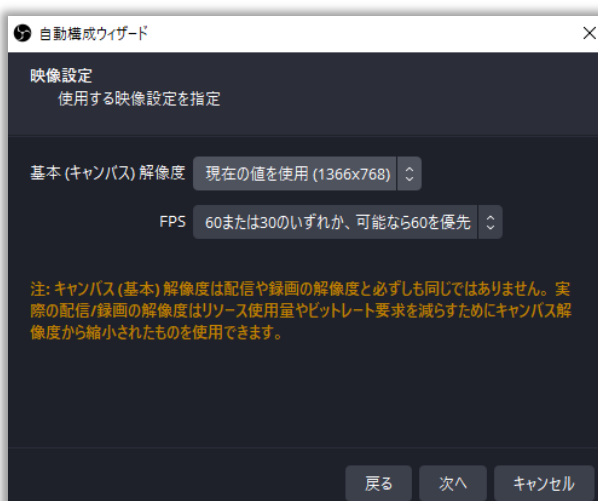 自動構成ウィザード
映像設定
使用する映像設定を指定
基本 (キャンバス) 解像度 現在の値を使用 (1366x768)
FPS 60または30のいずれか、可能なら60を優先
注: キャンバス (基本) 解像度は配信や録画の解像度と必ずしも同じではありません。実
際の配信/録画の解像度はリソース使用量やビットレート要求を減らすためにキャンバス解
像度から縮小されたものを使用できます。
戻る 次へ キャンセル